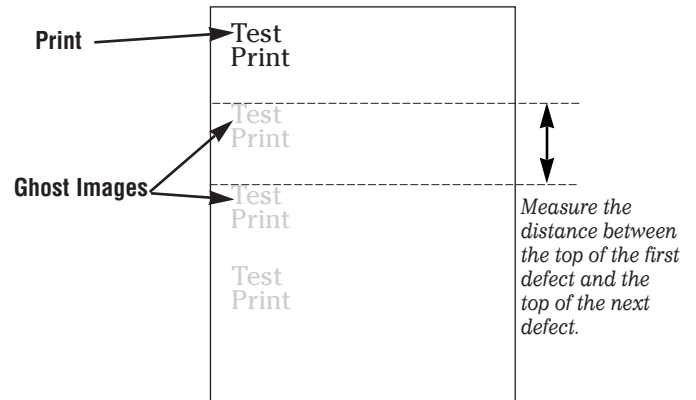 Print
Test
Print
Test
Print
Ghost Images
Test
Print
Measure the
distance between
the top of the first
defect and the
top of the next
defect.
Test
Print